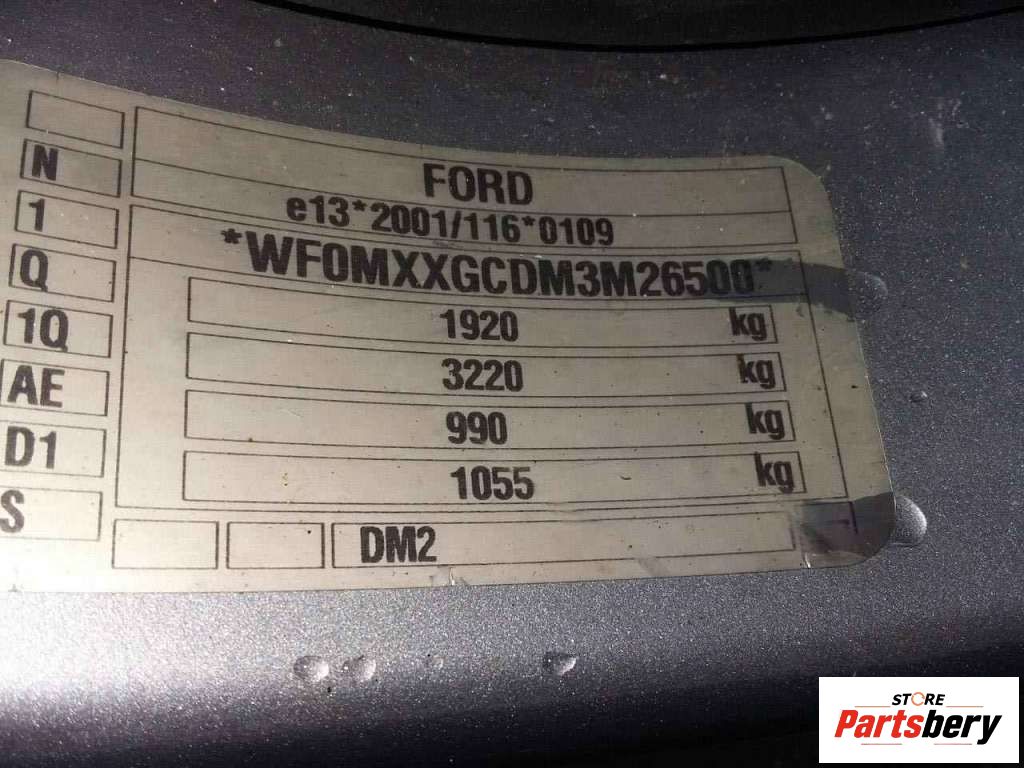 FORD
N
e13*2001/116*0109
1
*WF0MXXGCDM3M26500*
Q
1920 kg
1Q
3220 kg
AE
990 kg
D1
1055 kg
S
DM2
STORE
Partsbery